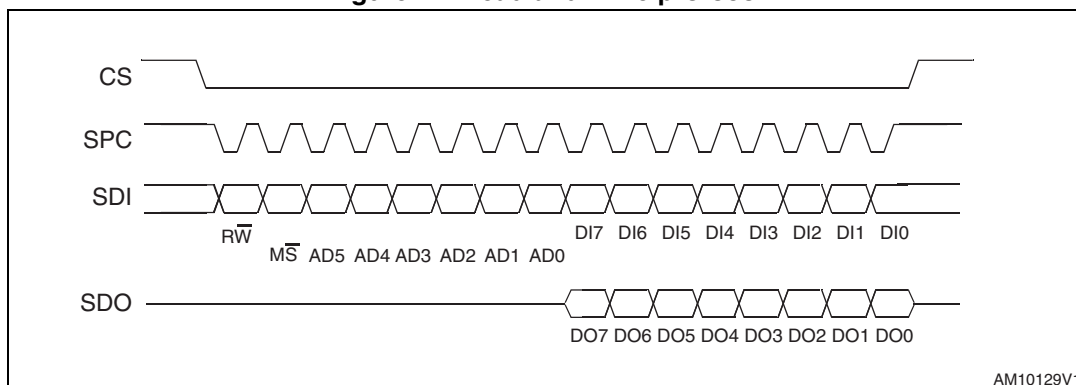 CS
SPC
SDI
RW̅
MS̅ AD5 AD4 AD3 AD2 AD1 AD0
DI7 DI6 DI5 DI4 DI3 DI2 DI1 DI0
SDO
DO7 DO6 DO5 DO4 DO3 DO2 DO1 DO0
AM10129V1